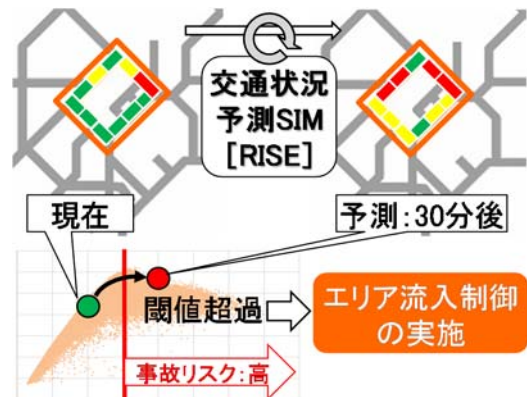 交通状況
予測SIM
[RISE]
現在
予測:30分後
閾値超過
エリア流入制御
の実施
事故リスク:高